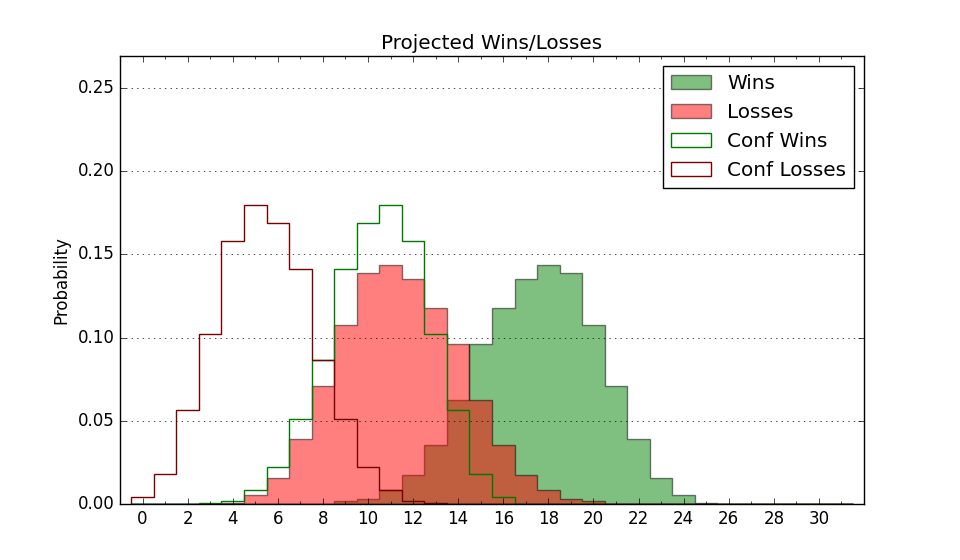 Projected Wins/Losses
Probability
0.25
0.20
0.15
0.10
0.05
0.00
0 2 4 6 8 10 12 14 16 18 20 22 24 26 28 30
Wins
Losses
Conf Wins
Conf Losses